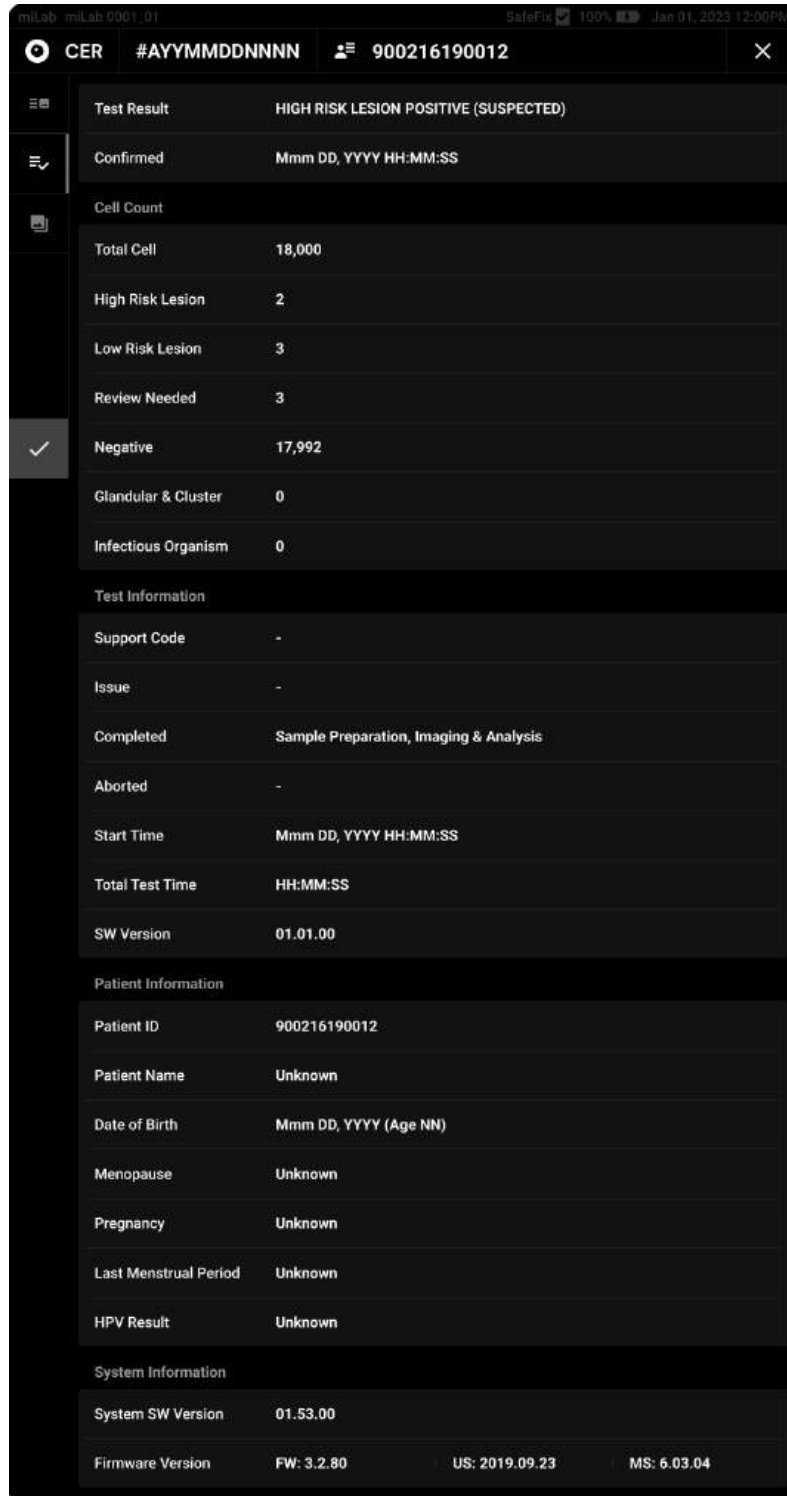 miLab miLab 0001_01 SafeFix 100% Jan 01, 2023 12:00PM
CER #AYYMMDDNNNN 900216190012
Test Result HIGH RISK LESION POSITIVE (SUSPECTED)
Confirmed Mmm DD, YYYY HH:MM:SS
Cell Count
Total Cell 18,000
High Risk Lesion 2
Low Risk Lesion 3
Review Needed 3
Negative 17,992
Glandular & Cluster 0
Infectious Organism 0
Test Information
Support Code -
Issue -
Completed Sample Preparation, Imaging & Analysis
Aborted -
Start Time Mmm DD, YYYY HH:MM:SS
Total Test Time HH:MM:SS
SW Version 01.01.00
Patient Information
Patient ID 900216190012
Patient Name Unknown
Date of Birth Mmm DD, YYYY (Age NN)
Menopause Unknown
Pregnancy Unknown
Last Menstrual Period Unknown
HPV Result Unknown
System Information
System SW Version 01.53.00
Firmware Version FW: 3.2.80 US: 2019.09.23 MS: 6.03.04